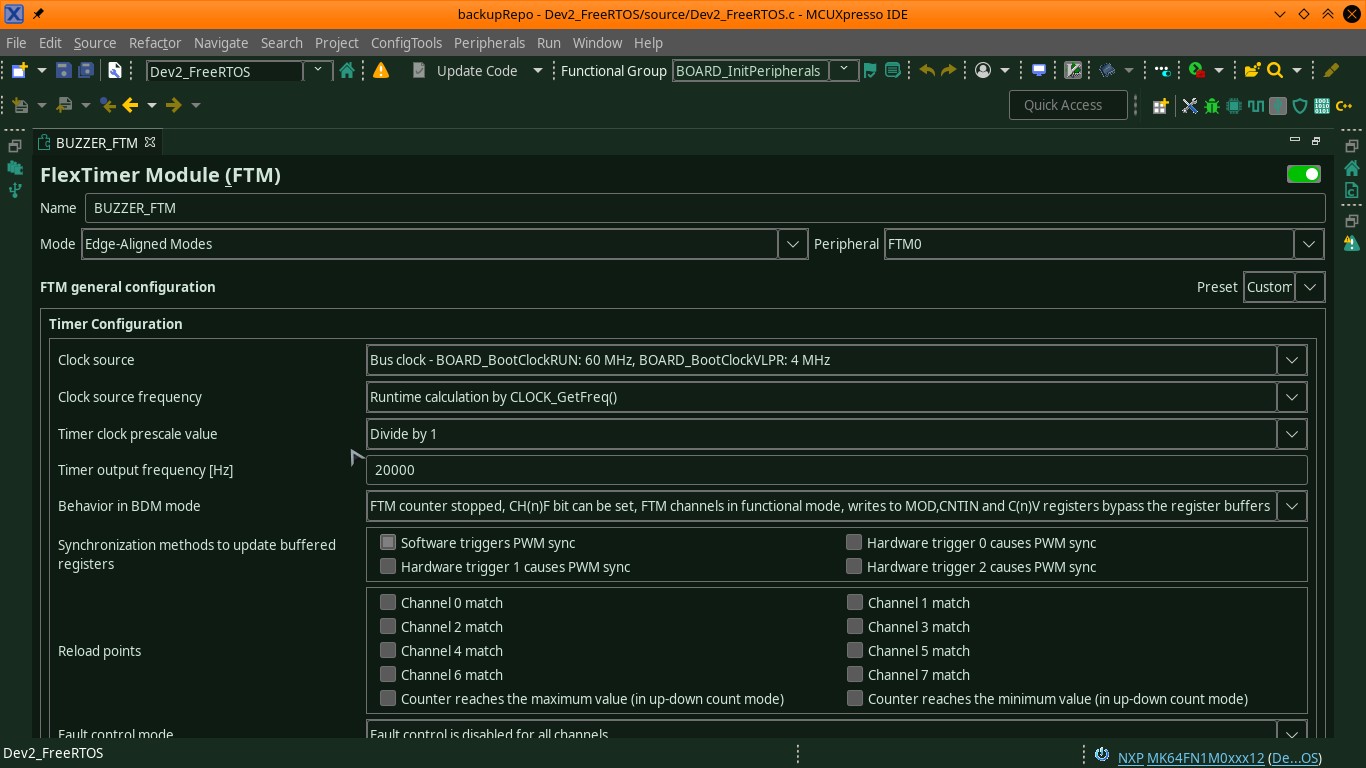 backupRepo - Dev2_FreeRTOS/source/Dev2_FreeRTOS.c - MCUXpresso IDE
File Edit Source Refactor Navigate Search Project ConfigTools Peripherals Run Window Help
Dev2_FreeRTOS Update Code Functional Group BOARD_InitPeripherals
Quick Access
BUZZER_FTM
FlexTimer Module (FTM)
Name BUZZER_FTM
Mode Edge-Aligned Modes Peripheral FTM0
FTM general configuration Preset Custom
Timer Configuration
Clock source Bus clock - BOARD_BootClockRUN: 60 MHz, BOARD_BootClockVLPR: 4 MHz
Clock source frequency Runtime calculation by CLOCK_GetFreq()
Timer clock prescale value Divide by 1
Timer output frequency [Hz] 20000
Behavior in BDM mode FTM counter stopped, CH(n)F bit can be set, FTM channels in functional mode, writes to MOD,CNTIN and C(n)V registers bypass the register buffers
Synchronization methods to update buffered registers
Software triggers PWM sync Hardware trigger 0 causes PWM sync
Hardware trigger 1 causes PWM sync Hardware trigger 2 causes PWM sync
Reload points
Channel 0 match Channel 1 match
Channel 2 match Channel 3 match
Channel 4 match Channel 5 match
Channel 6 match Channel 7 match
Counter reaches the maximum value (in up-down count mode) Counter reaches the minimum value (in up-down count mode)
Fault control mode Fault control is disabled for all channels
Dev2_FreeRTOS NXP MK64FN1M0xxx12 (De...OS)